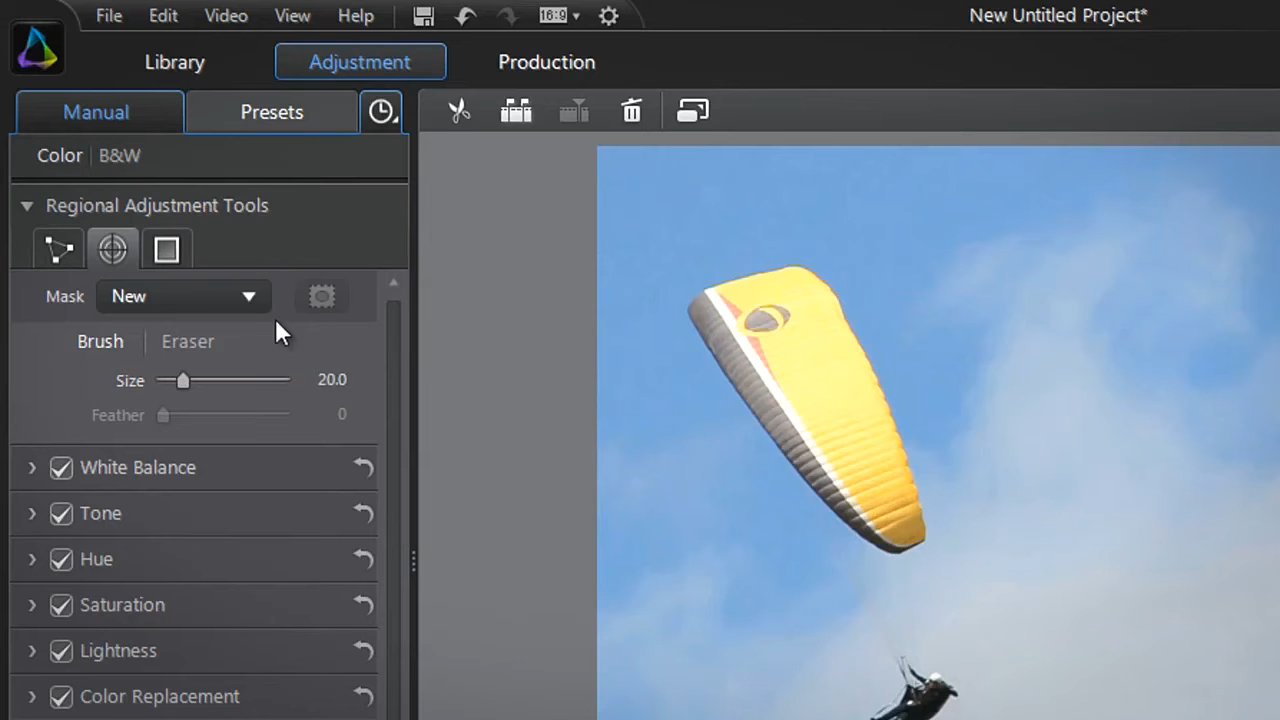 File Edit Video View Help 16:9 New Untitled Project*
Library Adjustment Production
Manual Presets
Color B&W
Regional Adjustment Tools
Mask New
Brush Eraser
Size 20.0
Feather 0
White Balance
Tone
Hue
Saturation
Lightness
Color Replacement